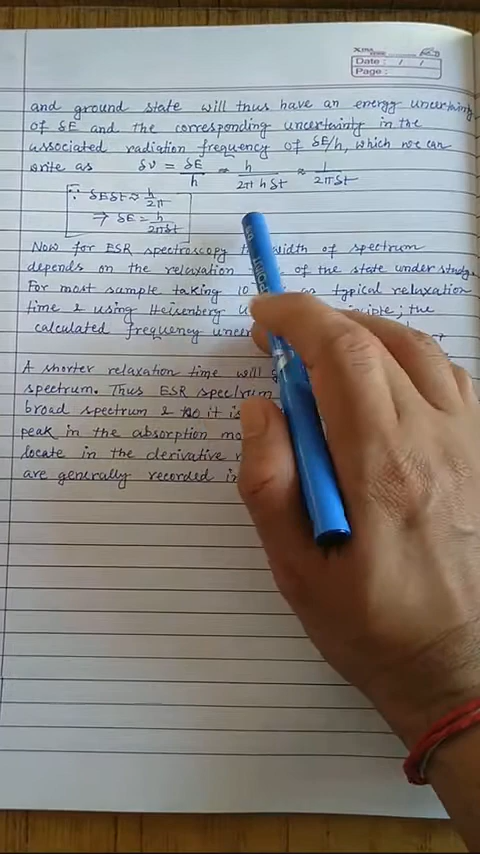 Date : / /
Page :
and ground state will thus have an energy uncertainty
of δE and the corresponding uncertainty in the
associated radiation frequency of δE/h, which we can
write as δν = δE/h ≈ h/2π h δt ≈ 1/2πδt
∵ δEδt ≈ h/2π
⇒ δE = h/2πδt
Now for ESR spectroscopy width of spectrum
depends on the relaxation of the state under study.
For most sample taking 10 as typical relaxation
time & using Heisenberg the
calculated frequency
A shorter relaxation time will
spectrum. Thus ESR spectrum
broad spectrum & it is
peak in the absorption
locate in the derivative
are generally recorded in